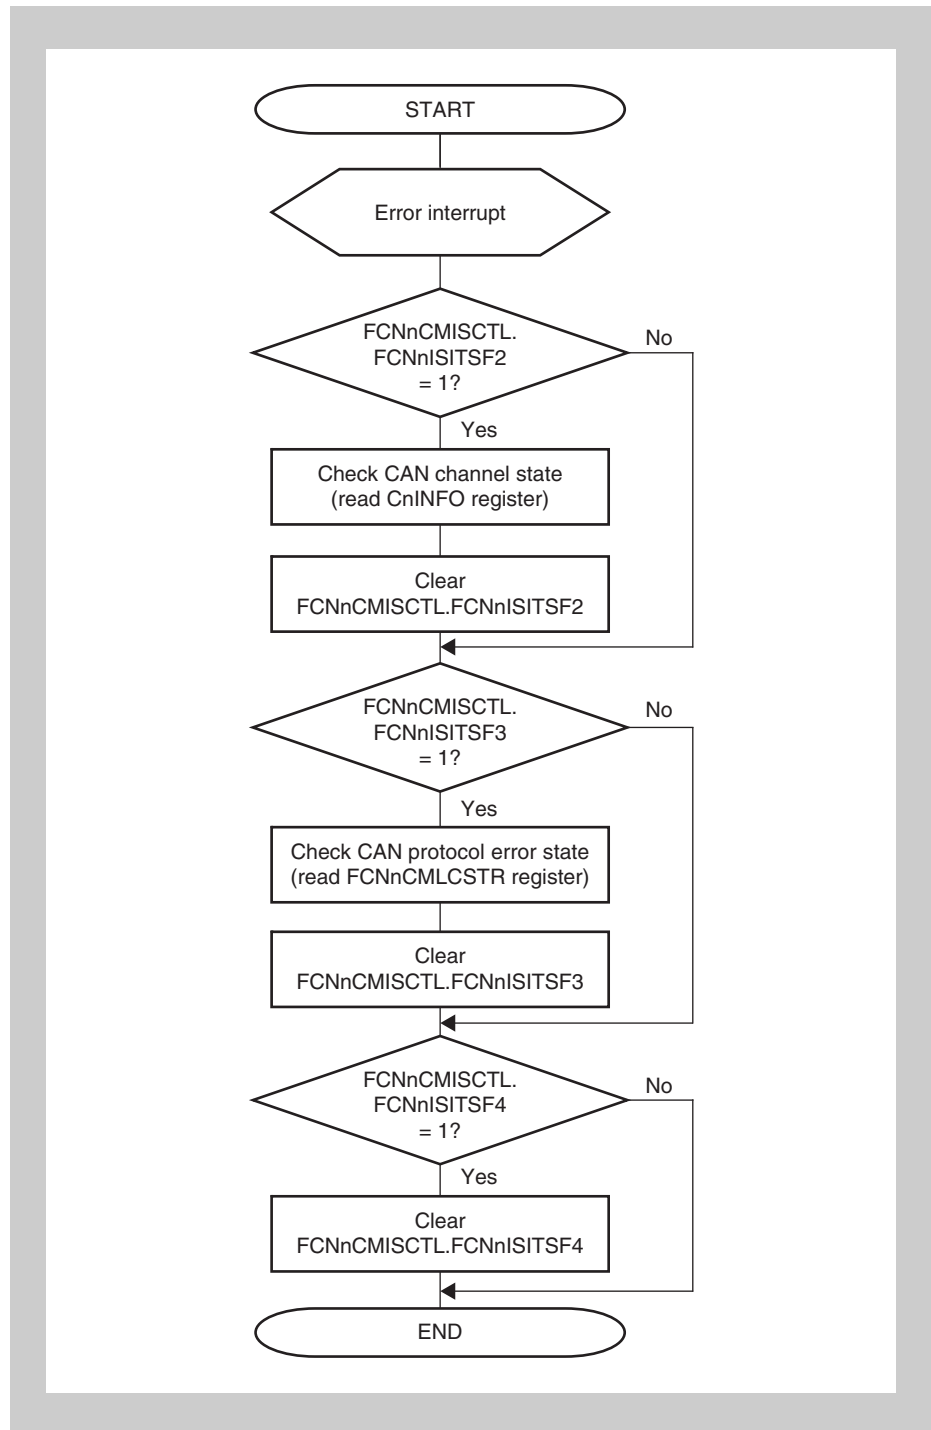 START
Error interrupt
FCNnCMISCTL.
FCNnISITSF2
= 1?
No
Yes
Check CAN channel state
(read CnINFO register)
Clear
FCNnCMISCTL.FCNnISITSF2
FCNnCMISCTL.
FCNnISITSF3
= 1?
No
Yes
Check CAN protocol error state
(read FCNnCMLCSTR register)
Clear
FCNnCMISCTL.FCNnISITSF3
FCNnCMISCTL.
FCNnISITSF4
= 1?
No
Yes
Clear
FCNnCMISCTL.FCNnISITSF4
END